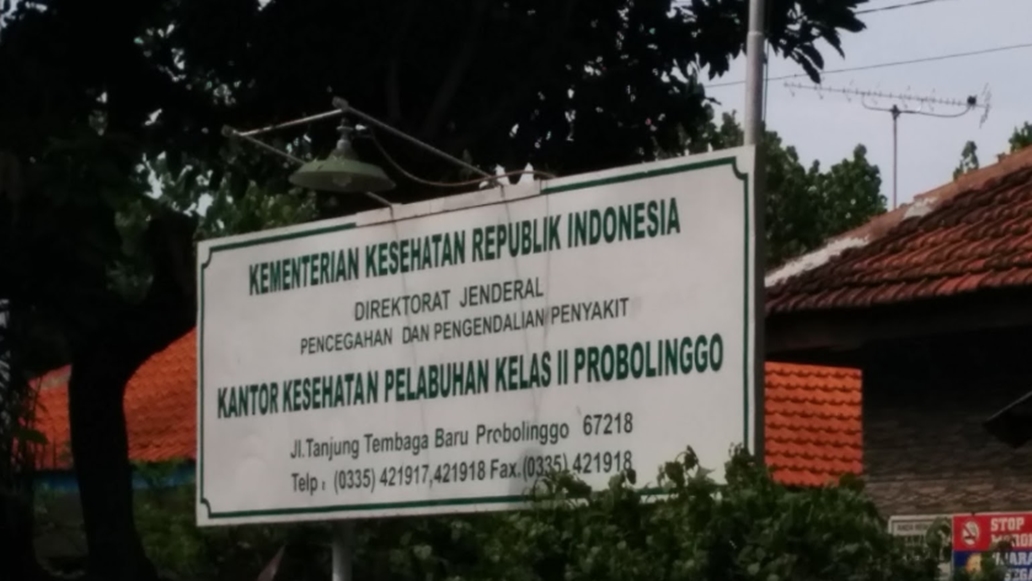 KEMENTERIAN KESEHATAN REPUBLIK INDONESIA
DIREKTORAT JENDERAL
PENCEGAHAN DAN PENGENDALIAN PENYAKIT
KANTOR KESEHATAN PELABUHAN KELAS II PROBOLINGGO
Jl.Tanjung Tembaga Baru Probolinggo 67218
Telp : (0335) 421917,421918 Fax.(0335) 421918
STOP